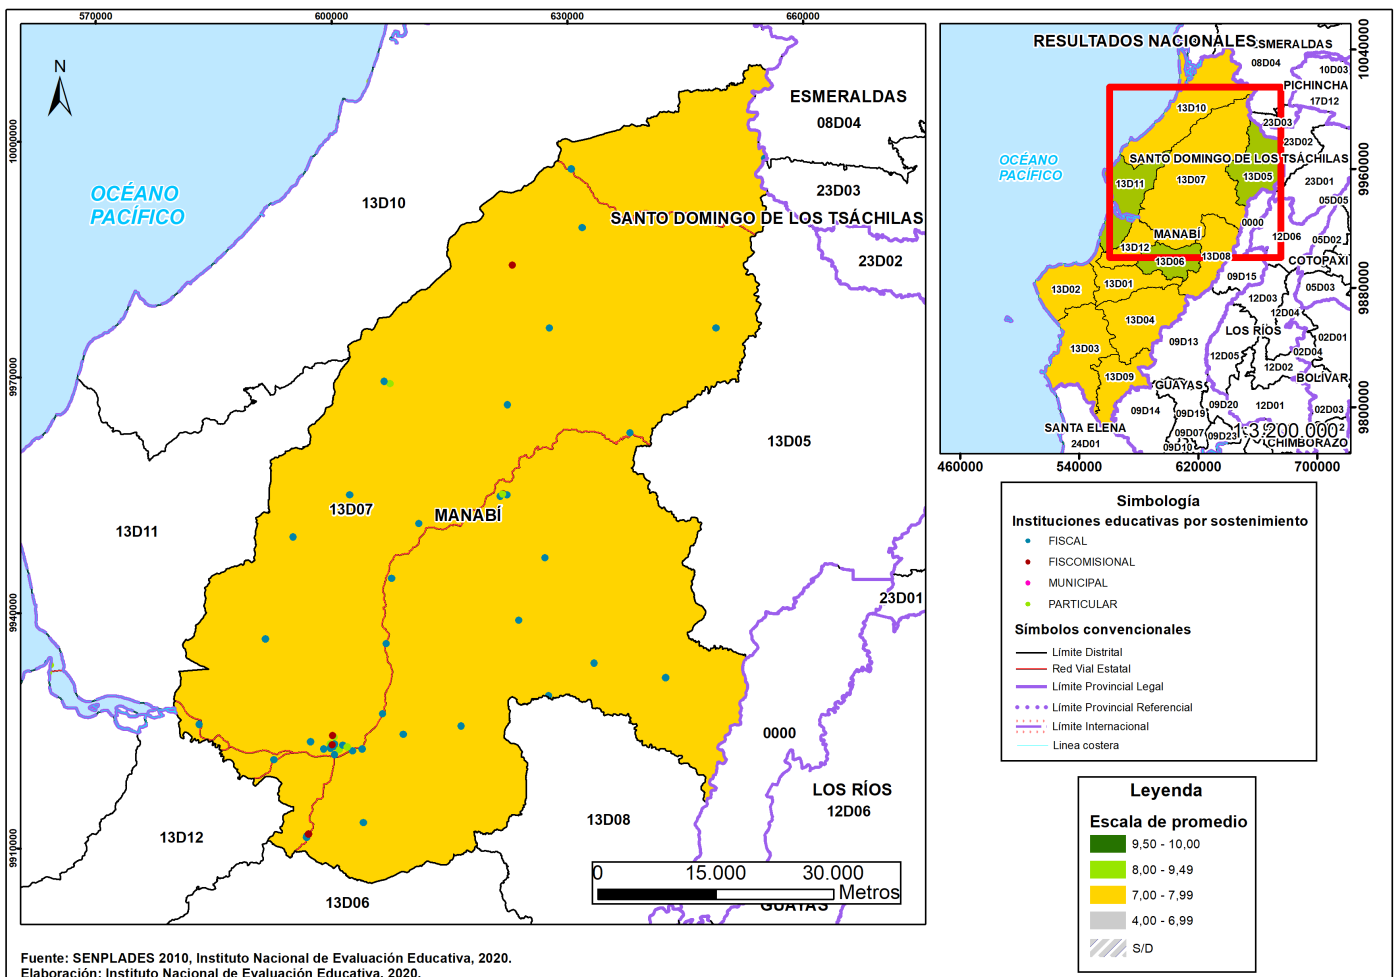 570000
600000
630000
660000
N
10000000
9970000
9940000
9910000
OCÉANO
PACÍFICO
13D10
ESMERALDAS
08D04
23D03
SANTO DOMINGO DE LOS TSÁCHILAS
23D02
13D05
13D07
MANABÍ
13D11
23D01
0000
LOS RÍOS
12D06
13D08
13D12
13D06
GUAYAS
0
15.000
30.000
Metros
RESULTADOS NACIONALES
ESMERALDAS
08D04
10D03
PICHINCHA
17D12
13D10
23D03
23D02
OCÉANO
PACÍFICO
SANTO DOMINGO DE LOS TSÁCHILAS
13D11
13D07
13D05
23D01
05D05
0000
MANABÍ
12D06
05D02
13D12
13D06
13D08
COTOPAXI
09D15
13D02
13D01
05D03
12D03
12D04
13D04
LOS RÍOS
02D01
09D13
13D03
12D05
02D04
12D02
13D09
BOLÍVAR
GUAYAS
09D14
09D20
12D01
02D03
09D19
SANTA ELENA
24D01
09D07
09D23
09D10
1:3.200.000
CHIMBORAZO
460000
540000
620000
700000
10040000
9960000
9880000
9800000
Simbología
Instituciones educativas por sostenimiento
FISCAL
FISCOMISIONAL
MUNICIPAL
PARTICULAR
Símbolos convencionales
Límite Distrital
Red Vial Estatal
Límite Provincial Legal
Límite Provincial Referencial
Límite Internacional
Linea costera
Leyenda
Escala de promedio
9,50 - 10,00
8,00 - 9,49
7,00 - 7,99
4,00 - 6,99
S/D
Fuente: SENPLADES 2010, Instituto Nacional de Evaluación Educativa, 2020.
Elaboración: Instituto Nacional de Evaluación Educativa, 2020.